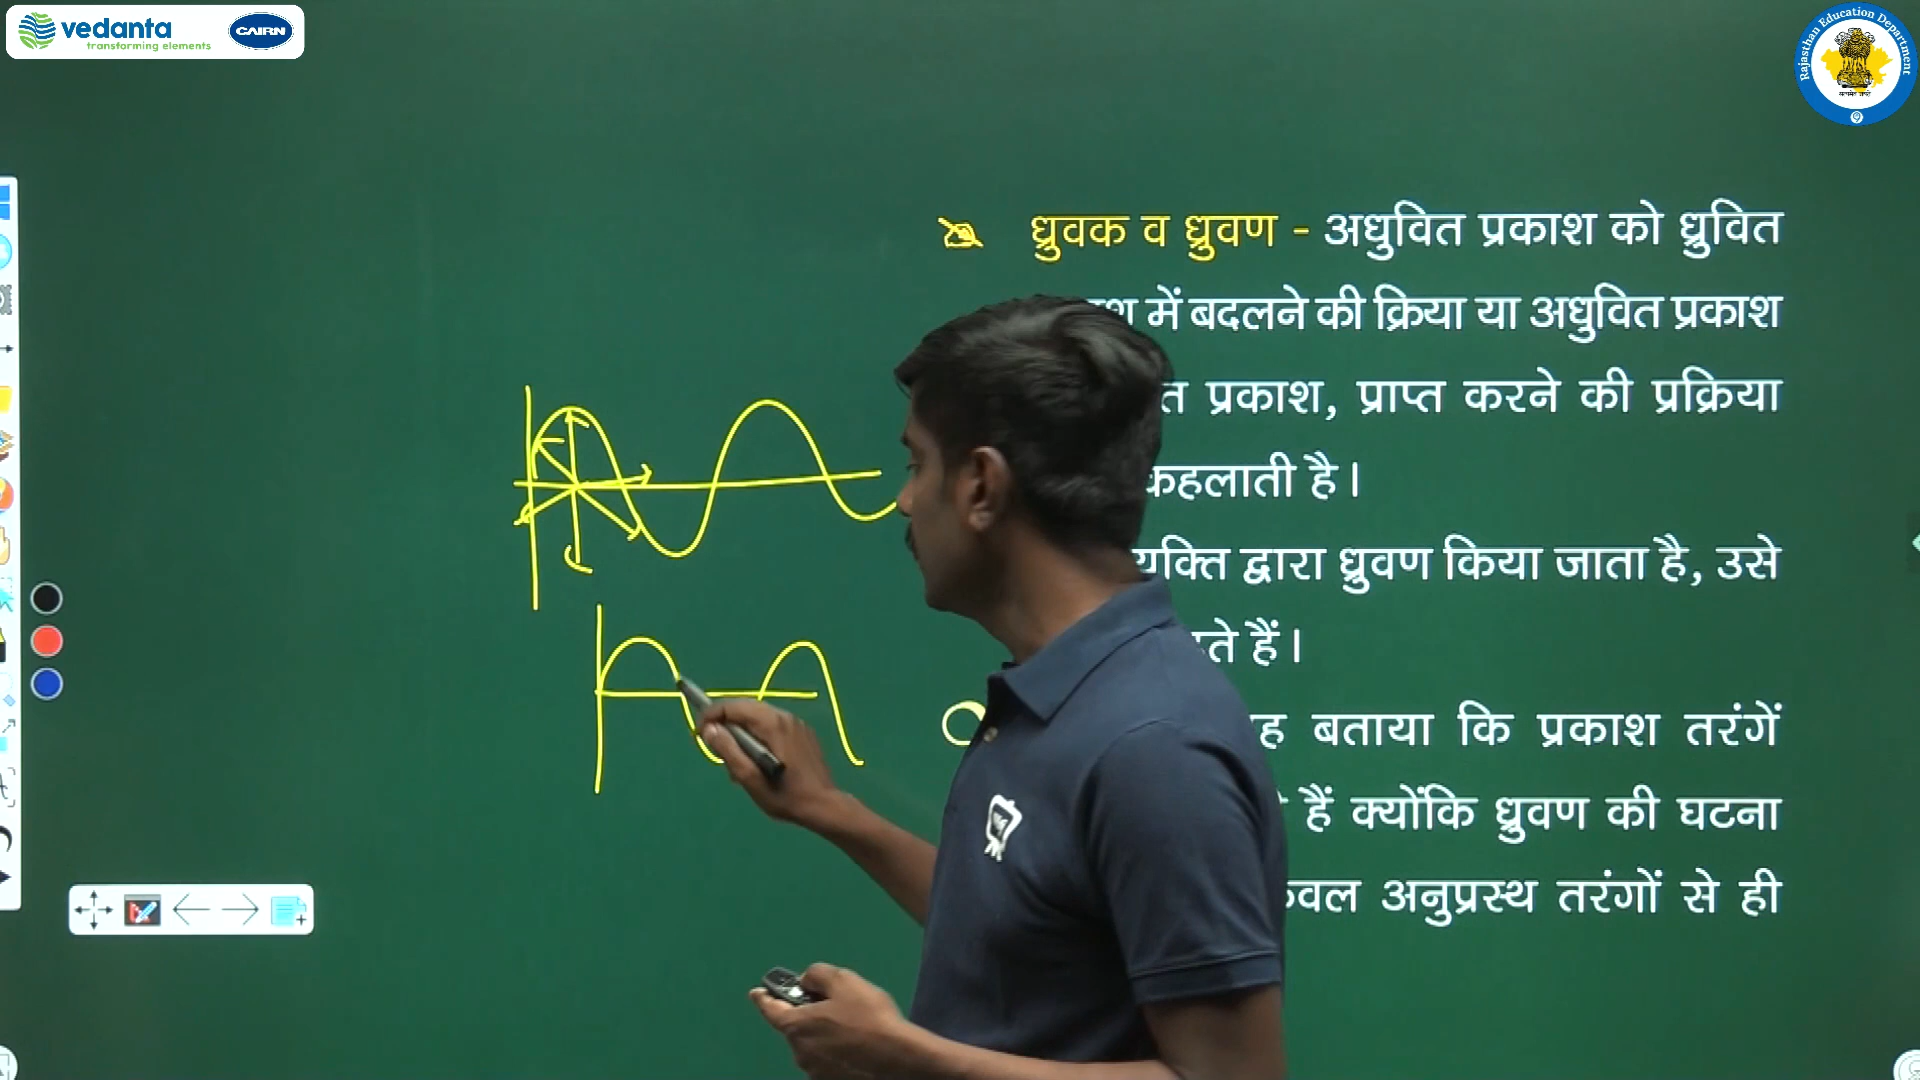 vedanta
transforming elements
CAIRN
Rajasthan Education Department
ध्रुवक व ध्रुवण - अध्रुवित प्रकाश को ध्रुवित
में बदलने की क्रिया या अध्रुवित प्रकाश
प्रकाश, प्राप्त करने की प्रक्रिया
कहलाती है।
द्वारा ध्रुवण किया जाता है, उसे
हैं।
बताया कि प्रकाश तरंगें
हैं क्योंकि ध्रुवण की घटना
अनुप्रस्थ तरंगों से ही